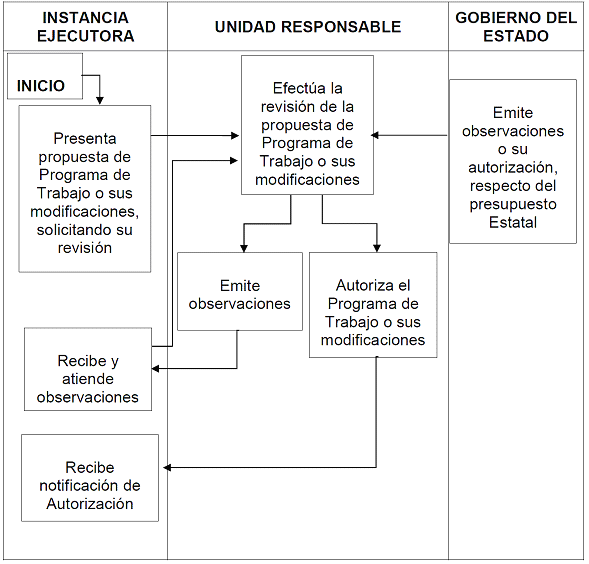 INSTANCIA
EJECUTORA
UNIDAD RESPONSABLE
GOBIERNO DEL
ESTADO
INICIO
Presenta
propuesta de
Programa de
Trabajo o sus
modificaciones,
solicitando su
revisión
Efectúa la
revisión de la
propuesta de
Programa de
Trabajo o sus
modificaciones
Emite
observaciones
o su
autorización,
respecto del
presupuesto
Estatal
Emite
observaciones
Autoriza el
Programa de
Trabajo o sus
modificaciones
Recibe y
atiende
observaciones
Recibe
notificación de
Autorización